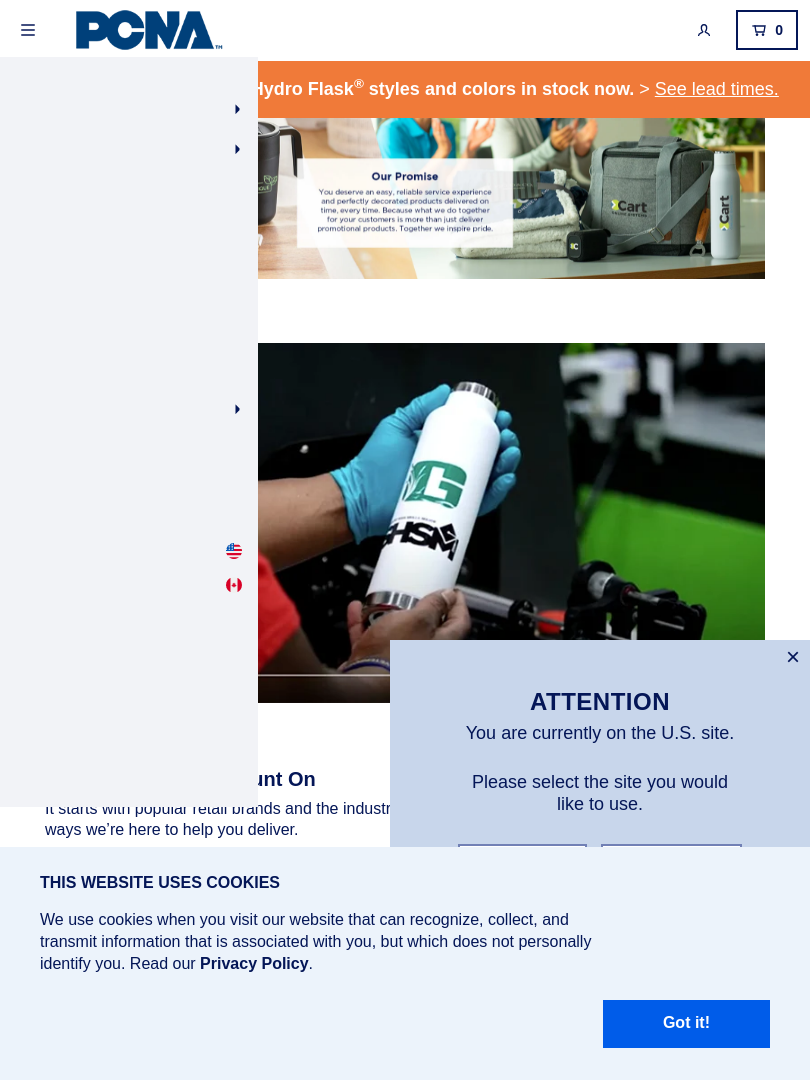 PCNA™
0
Hydro Flask® styles and colors in stock now. > See lead times.
Our Promise
You deserve an easy, reliable service experience
and perfectly decorated products delivered on
time, every time. Because what we do together
for your customers is more than just deliver
promotional products. Together we inspire pride.
Cart
Cart
GHSM
ATTENTION
You are currently on the U.S. site.
Please select the site you would
like to use.
unt On
It starts with popular retail brands and the industr
ways we’re here to help you deliver.
THIS WEBSITE USES COOKIES
We use cookies when you visit our website that can recognize, collect, and
transmit information that is associated with you, but which does not personally
identify you. Read our Privacy Policy.
Got it!